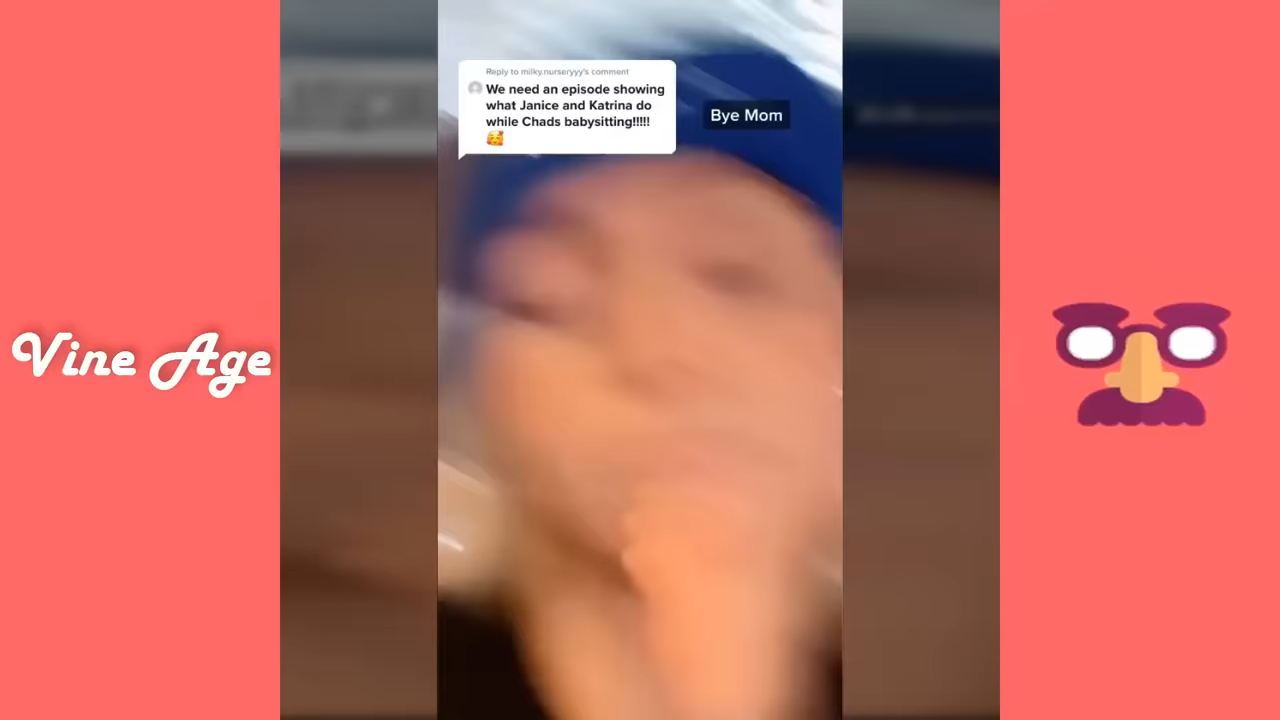 Reply to milky.nurseryyy's comment
We need an episode showing
what Janice and Katrina do
while Chads babysitting!!!!!
🥰
Bye Mom
Vine Age